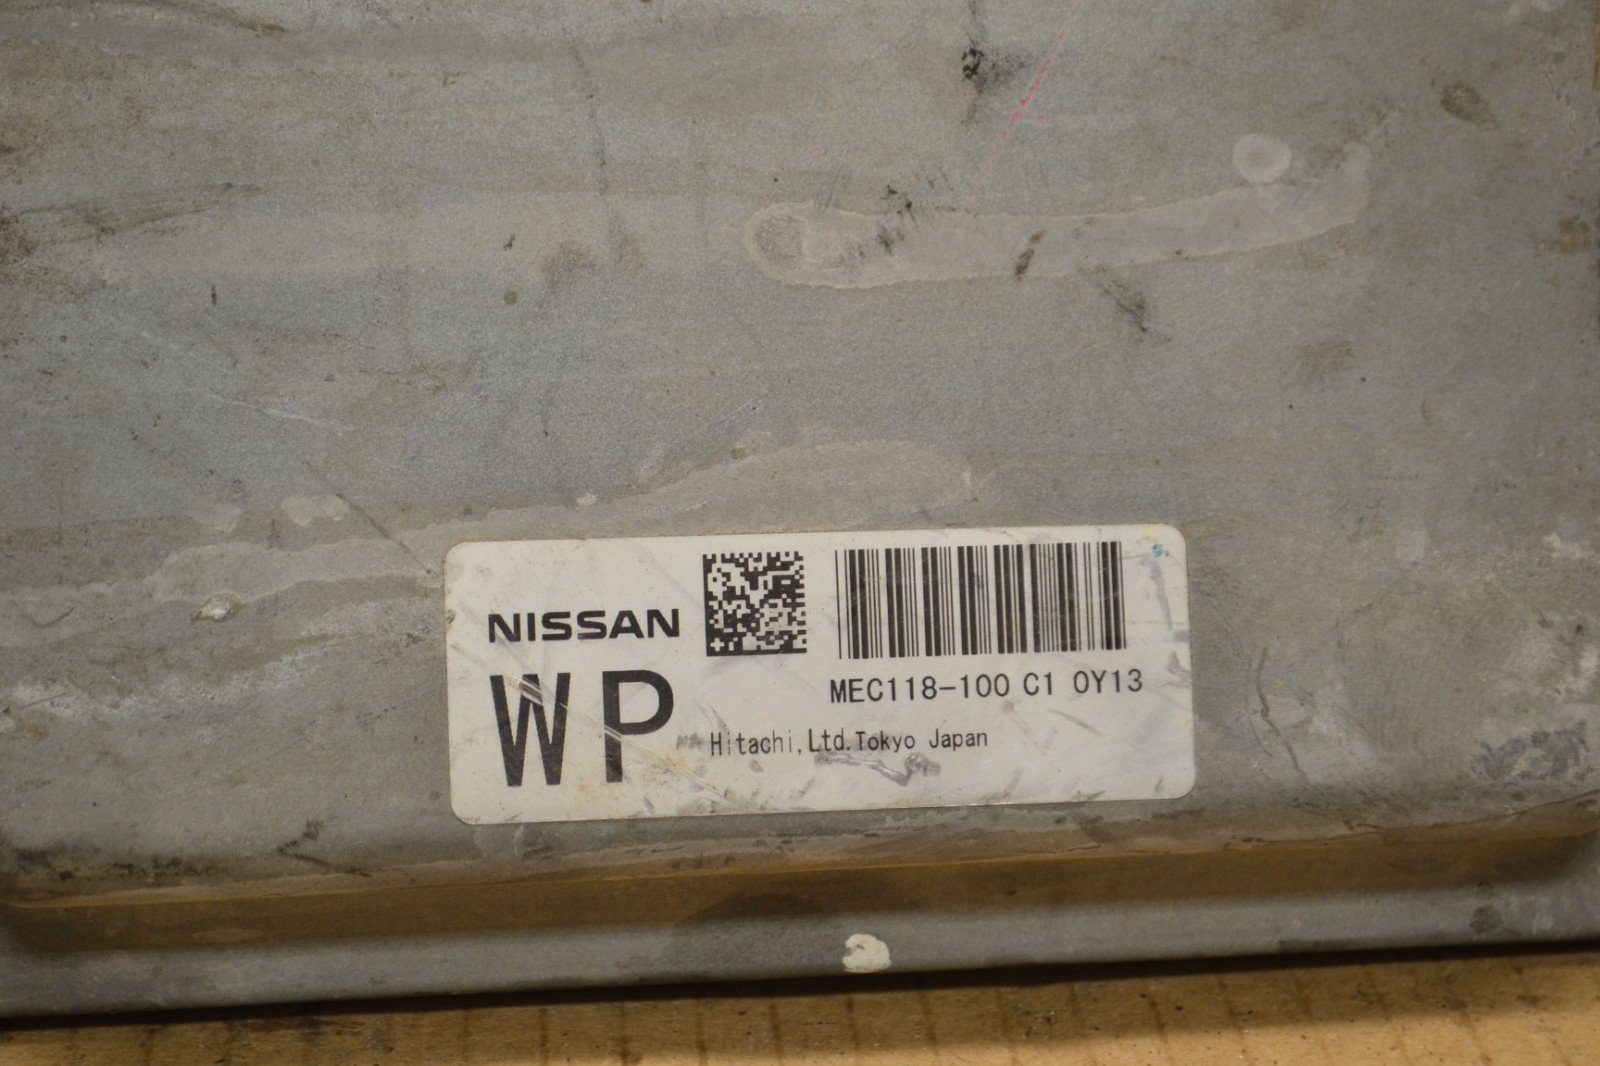 NISSAN
WP
MEC118-100 C1 0Y13
Hitachi,Ltd.Tokyo Japan